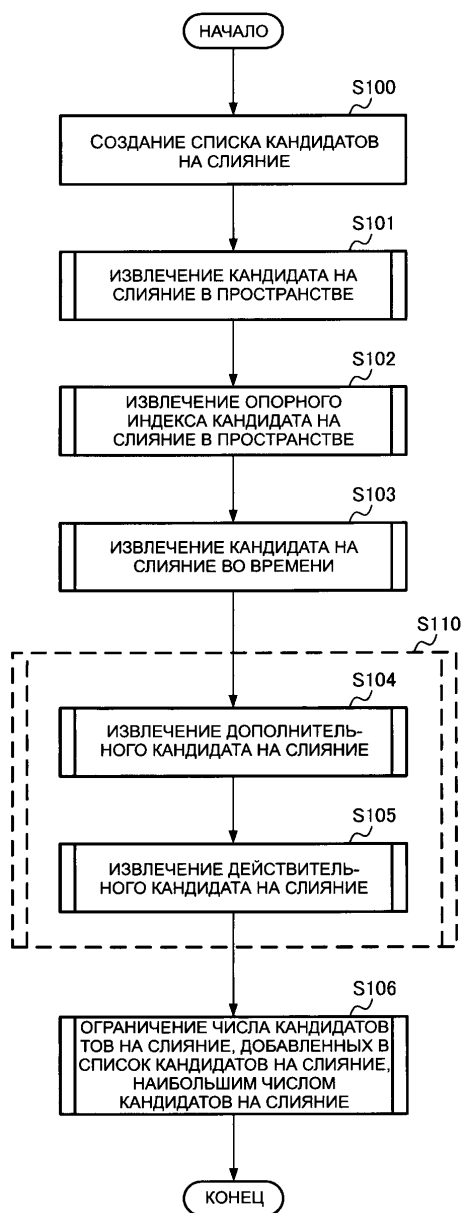 НАЧАЛО
S100
СОЗДАНИЕ СПИСКА КАНДИДАТОВ
НА СЛИЯНИЕ
S101
ИЗВЛЕЧЕНИЕ КАНДИДАТА НА
СЛИЯНИЕ В ПРОСТРАНСТВЕ
S102
ИЗВЛЕЧЕНИЕ ОПОРНОГО
ИНДЕКСА КАНДИДАТА НА
СЛИЯНИЕ В ПРОСТРАНСТВЕ
S103
ИЗВЛЕЧЕНИЕ КАНДИДАТА НА
СЛИЯНИЕ ВО ВРЕМЕНИ
S110
S104
ИЗВЛЕЧЕНИЕ ДОПОЛНИТЕЛЬ-
НОГО КАНДИДАТА НА СЛИЯНИЕ
S105
ИЗВЛЕЧЕНИЕ ДЕЙСТВИТЕЛЬ-
НОГО КАНДИДАТА НА СЛИЯНИЕ
S106
ОГРАНИЧЕНИЕ ЧИСЛА КАНДИДАТОВ
ТОВ НА СЛИЯНИЕ, ДОБАВЛЕННЫХ В
СПИСОК КАНДИДАТОВ НА СЛИЯНИЕ,
НАИБОЛЬШИМ ЧИСЛОМ
КАНДИДАТОВ НА СЛИЯНИЕ
КОНЕЦ